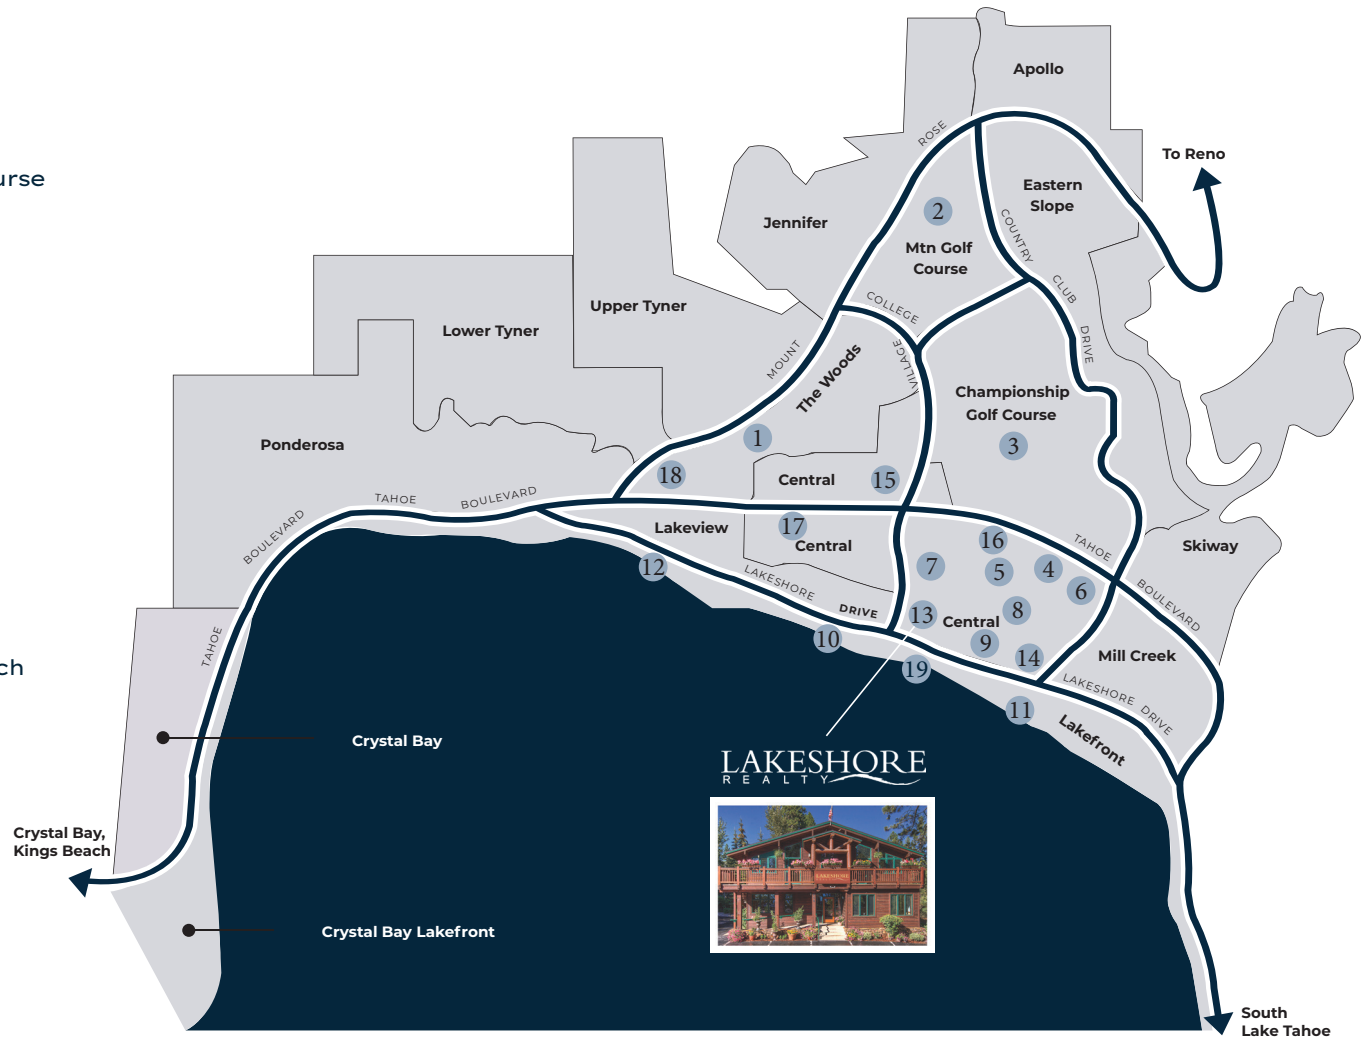 urse
ch
Apollo
ROSE
To Reno
Eastern
Slope
2
Jennifer
COUNTRY
Mtn Golf
Course
CLUB
COLLEGE
Upper Tyner
Lower Tyner
DRIVE
MOUNT
VILLAGE
The Woods
Championship
Golf Course
3
Ponderosa
1
18
Central
15
TAHOE
BOULEVARD
BOULEVARD
Lakeview
17
Central
16
TAHOE
Skiway
12
7
5
4
6
LAKESHORE
DRIVE
BOULEVARD
13
8
Central
9
14
10
Mill Creek
TAHOE
19
11
LAKESHORE
DRIVE
Lakefront
Crystal Bay
LAKESHORE
REALTY
LAKESHORE
Crystal Bay,
Kings Beach
Crystal Bay Lakefront
South
Lake Tahoe